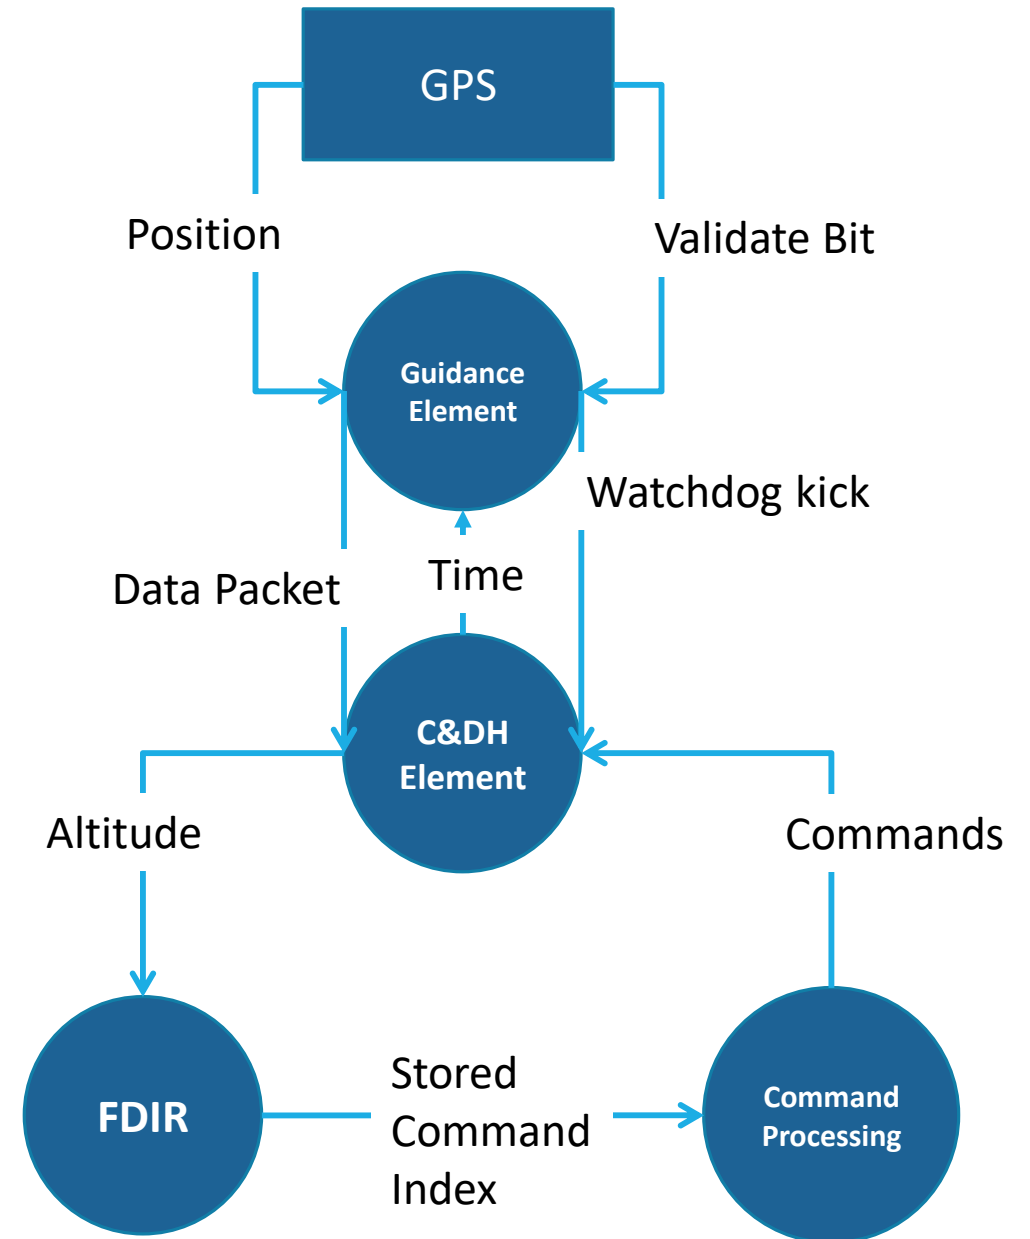 GPS
Position
Validate Bit
Guidance
Element
Watchdog kick
Data Packet
Time
C&DH
Element
Altitude
Commands
FDIR
Stored
Command
Index
Command
Processing